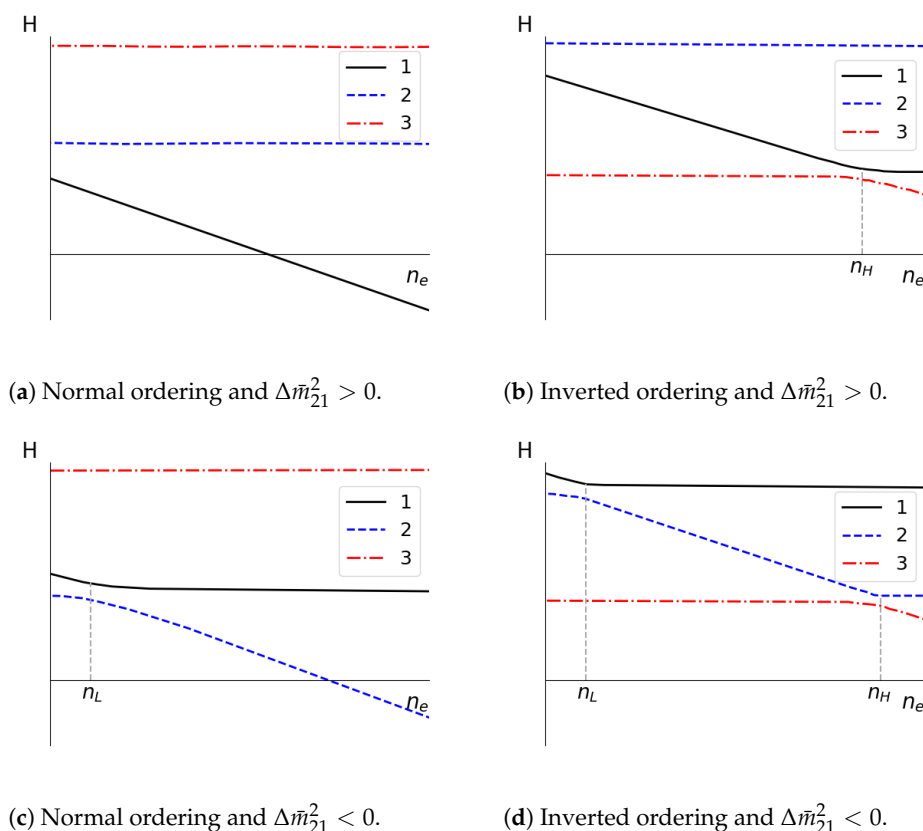 H
1
2
3
n_e
(a) Normal ordering and Δm̄²₂₁ > 0.
H
1
2
3
n_H
n_e
(b) Inverted ordering and Δm̄²₂₁ > 0.
H
1
2
3
n_L
n_e
(c) Normal ordering and Δm̄²₂₁ < 0.
H
1
2
3
n_L
n_H
n_e
(d) Inverted ordering and Δm̄²₂₁ < 0.